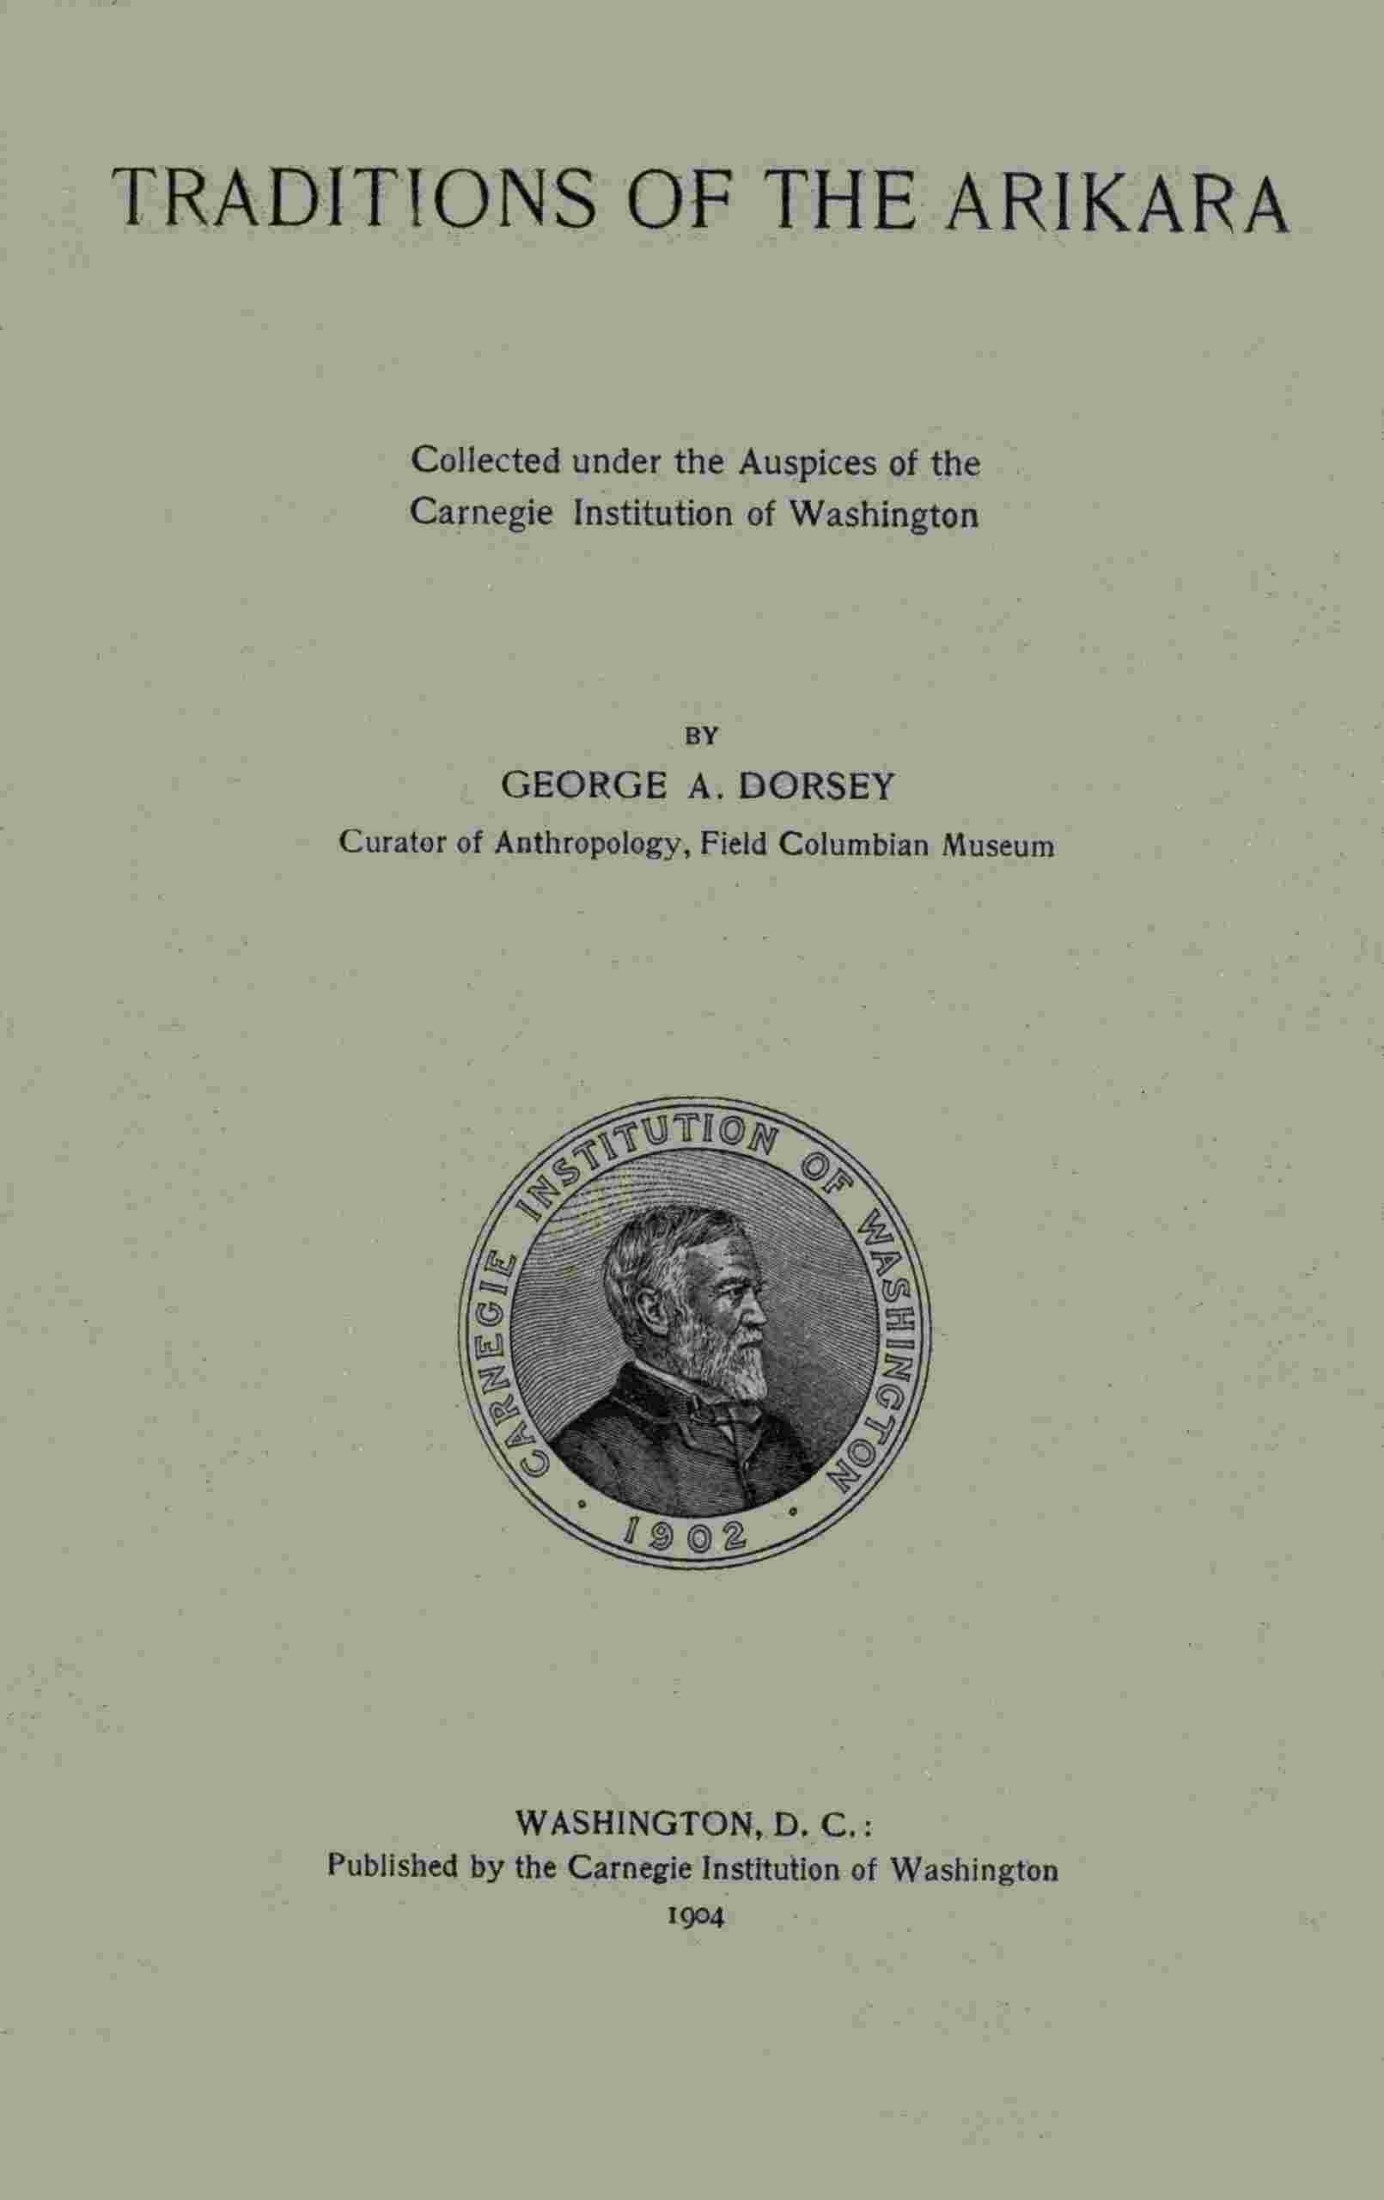 TRADITIONS OF THE ARIKARA
Collected under the Auspices of the
Carnegie Institution of Washington
BY
GEORGE A. DORSEY
Curator of Anthropology, Field Columbian Museum
CARNEGIE INSTITUTION OF WASHINGTON
· 1902 ·
WASHINGTON, D. C.:
Published by the Carnegie Institution of Washington
1904